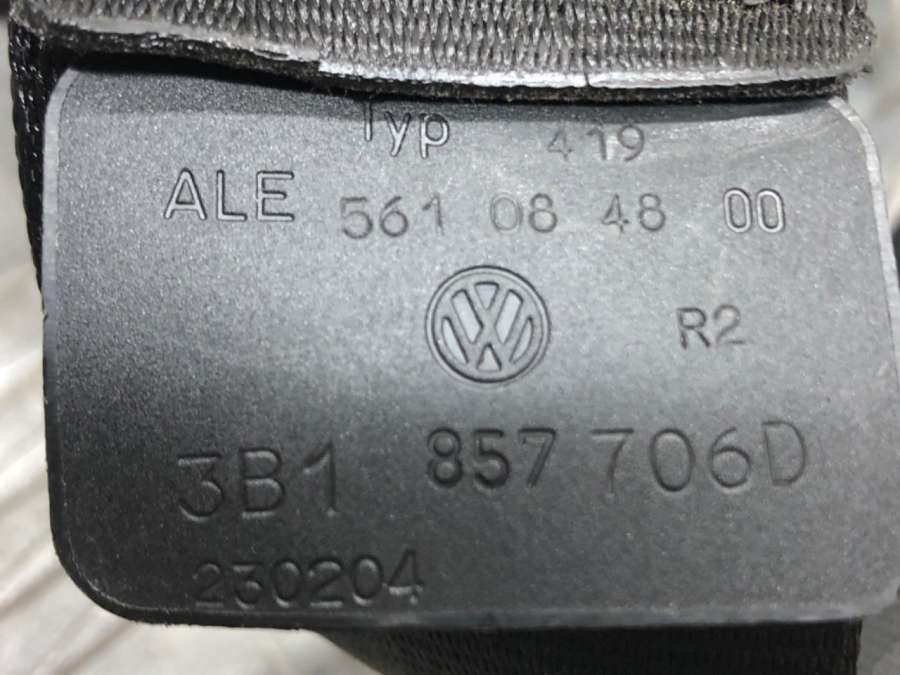 Typ 419
ALE 561 08 48 00
R2
3B1 857 706D
230204